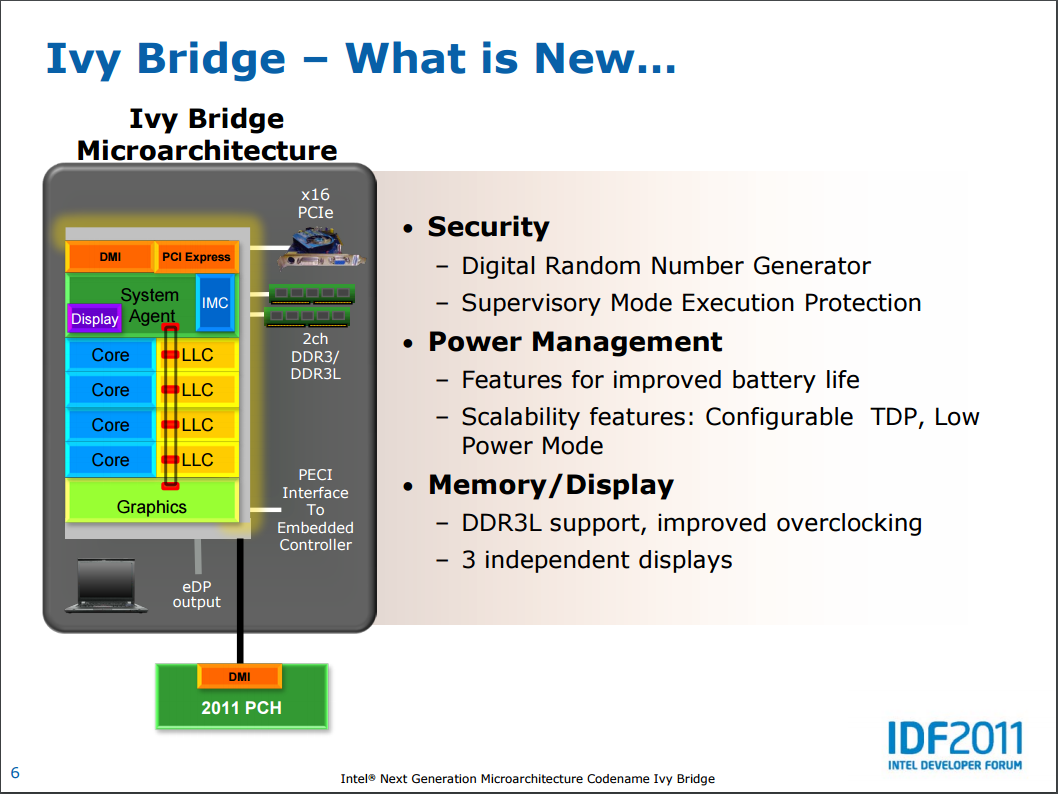 Ivy Bridge – What is New...
Ivy Bridge
Microarchitecture
x16
PCIe
DMI
PCI Express
System
Agent
IMC
Display
2ch
DDR3/
DDR3L
Core
LLC
Core
LLC
Core
LLC
Core
LLC
Graphics
PECI
Interface
To
Embedded
Controller
eDP
output
DMI
2011 PCH
• Security
– Digital Random Number Generator
– Supervisory Mode Execution Protection
• Power Management
– Features for improved battery life
– Scalability features: Configurable  TDP, Low
Power Mode
• Memory/Display
– DDR3L support, improved overclocking
– 3 independent displays
IDF2011
INTEL DEVELOPER FORUM
6
Intel® Next Generation Microarchitecture Codename Ivy Bridge